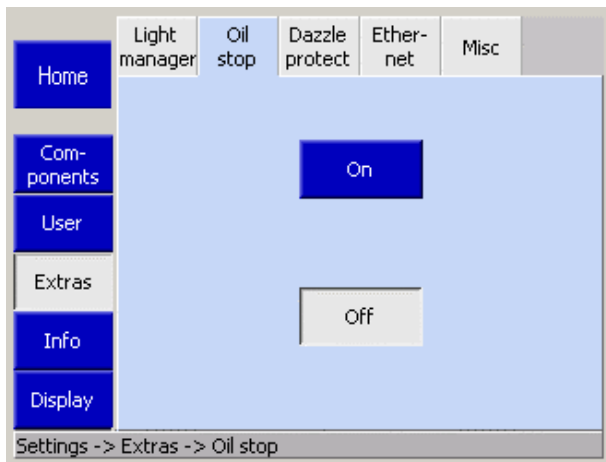 Light
manager
Oil
stop
Dazzle
protect
Ether-
net
Misc
Home
Com-
ponents
User
Extras
Info
Display
On
Off
Settings -> Extras -> Oil stop